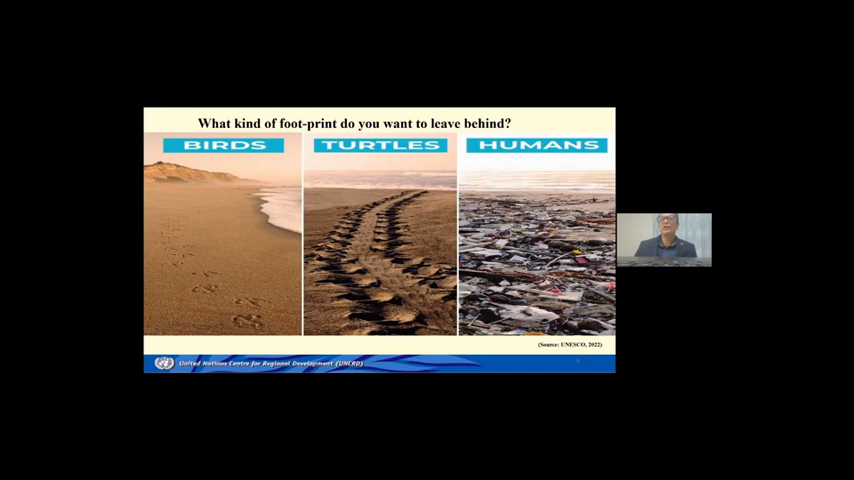 What kind of foot-print do you want to leave behind?
BIRDS
TURTLES
HUMANS
(Source: UNESCO, 2022)
United Nations Centre for Regional Development (UNCRD)